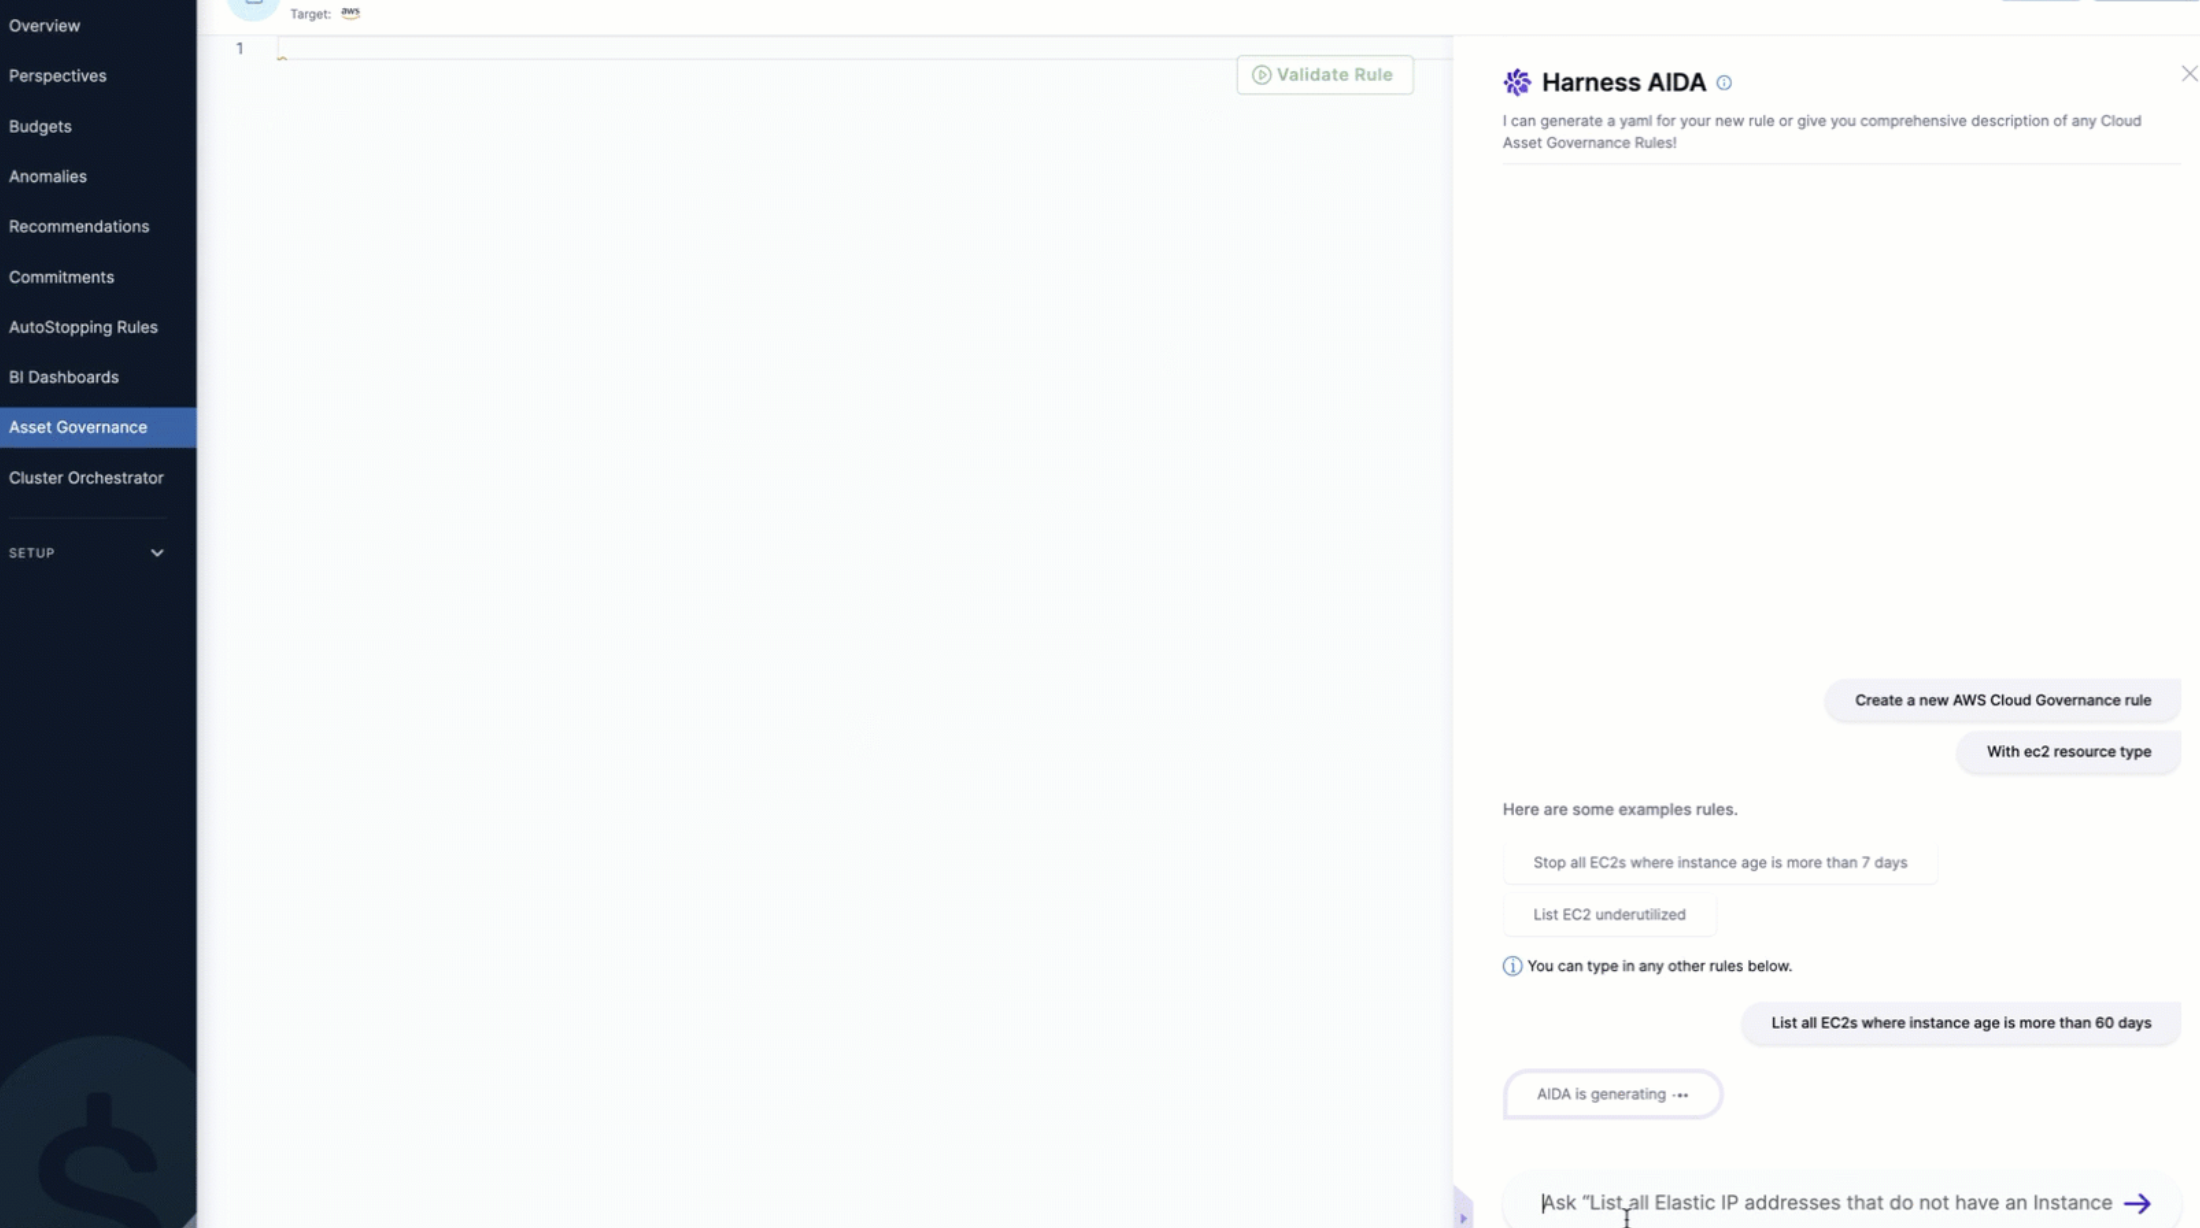 Overview
Perspectives
Budgets
Anomalies
Recommendations
Commitments
AutoStopping Rules
BI Dashboards
Asset Governance
Cluster Orchestrator
SETUP
Target: aws
1
Validate Rule
Harness AIDA
I can generate a yaml for your new rule or give you comprehensive description of any Cloud
Asset Governance Rules!
Create a new AWS Cloud Governance rule
With ec2 resource type
Here are some examples rules.
Stop all EC2s where instance age is more than 7 days
List EC2 underutilized
You can type in any other rules below.
List all EC2s where instance age is more than 60 days
AIDA is generating
Ask "List all Elastic IP addresses that do not have an Instance